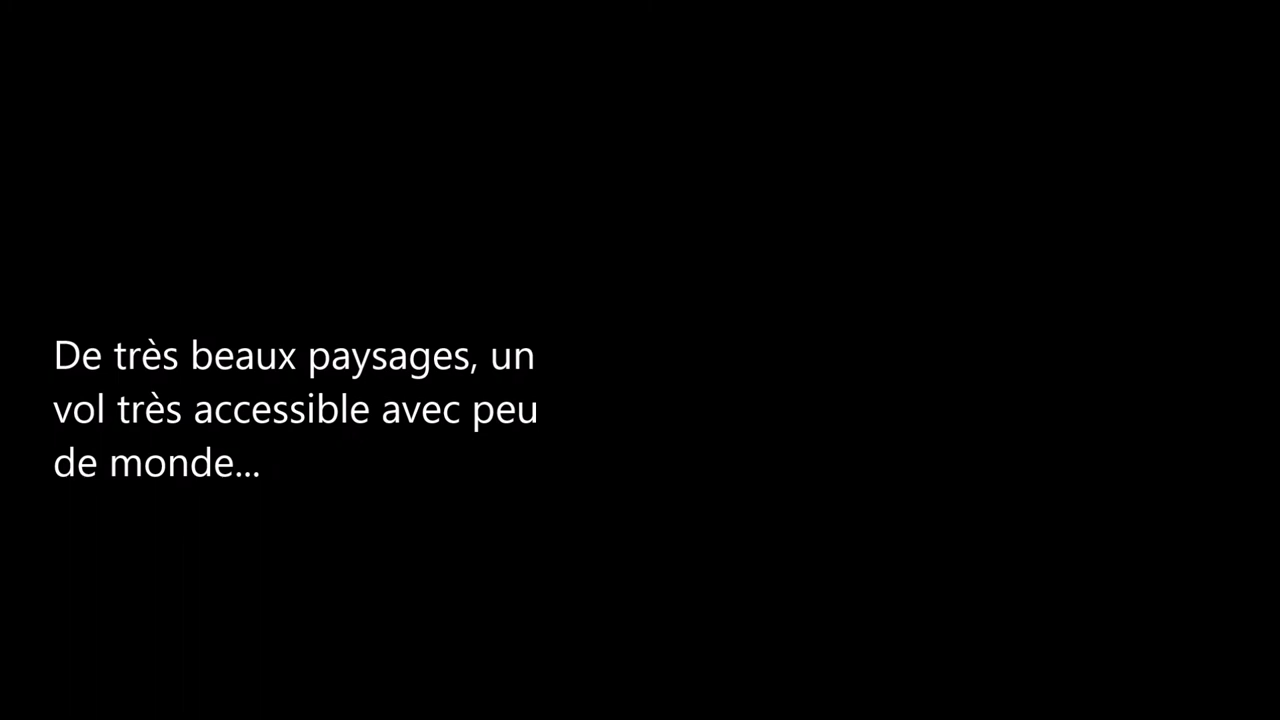 De très beaux paysages, un
vol très accessible avec peu
de monde...